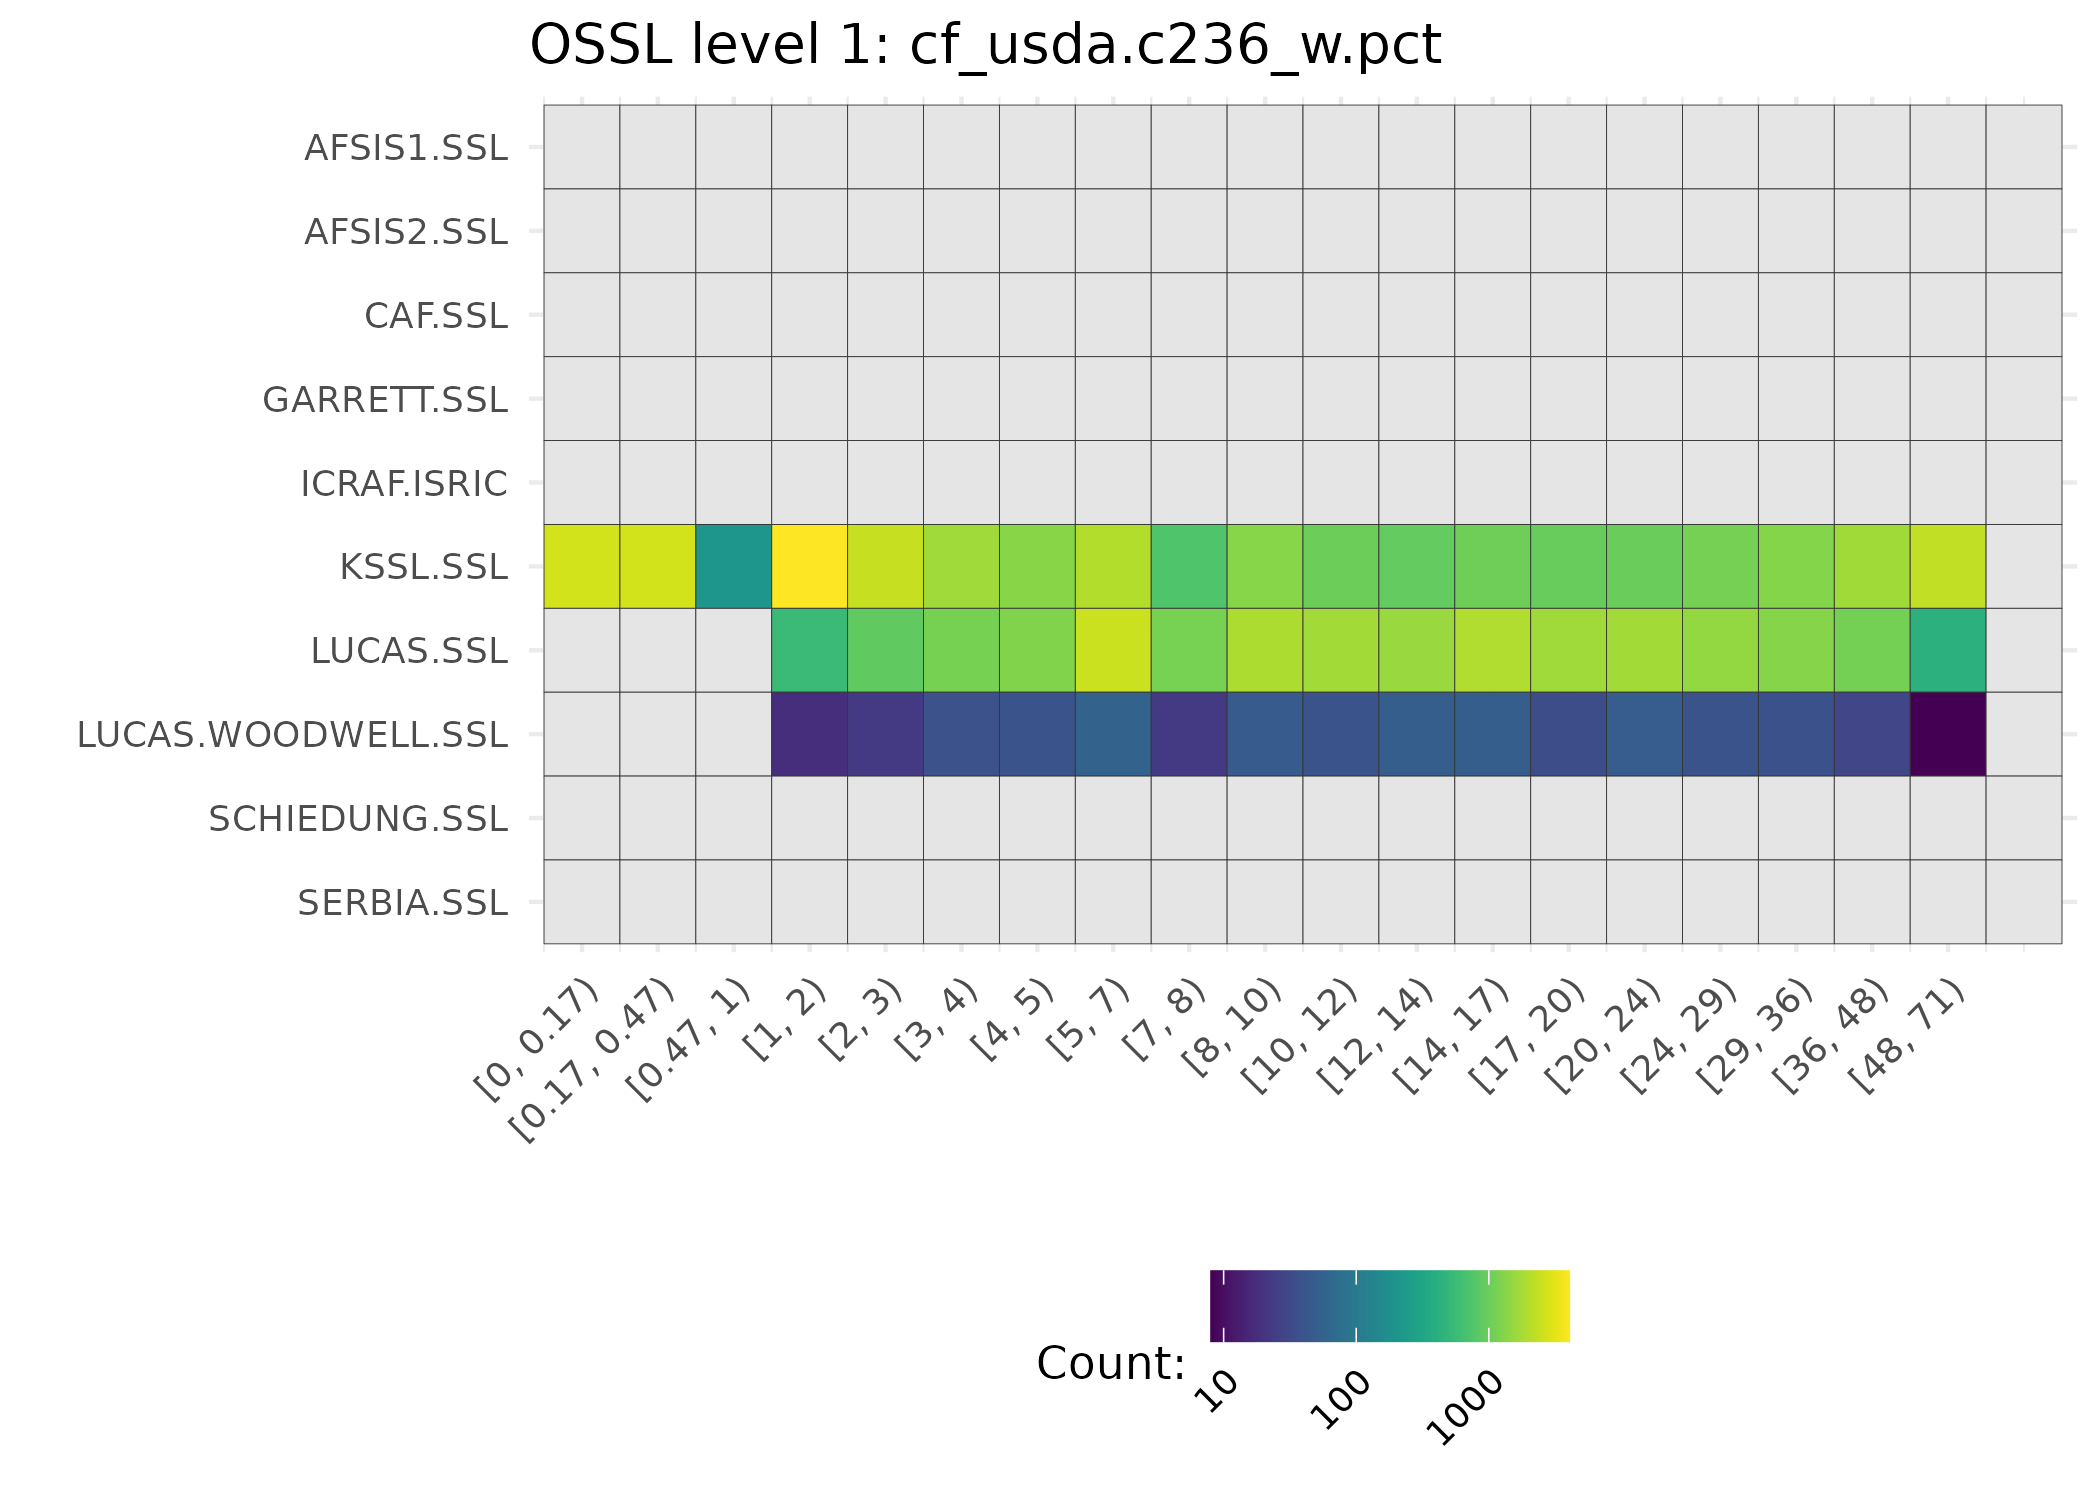 OSSL level 1: cf_usda.c236_w.pct
AFSIS1.SSL
AFSIS2.SSL
CAF.SSL
GARRETT.SSL
ICRAF.ISRIC
KSSL.SSL
LUCAS.SSL
LUCAS.WOODWELL.SSL
SCHIEDUNG.SSL
SERBIA.SSL
[0, 0.17)
[0.17, 0.47)
[0.47, 1)
[1, 2)
[2, 3)
[3, 4)
[4, 5)
[5, 7)
[7, 8)
[8, 10)
[10, 12)
[12, 14)
[14, 17)
[17, 20)
[20, 24)
[24, 29)
[29, 36)
[36, 48)
[48, 71)
Count:
10
100
1000